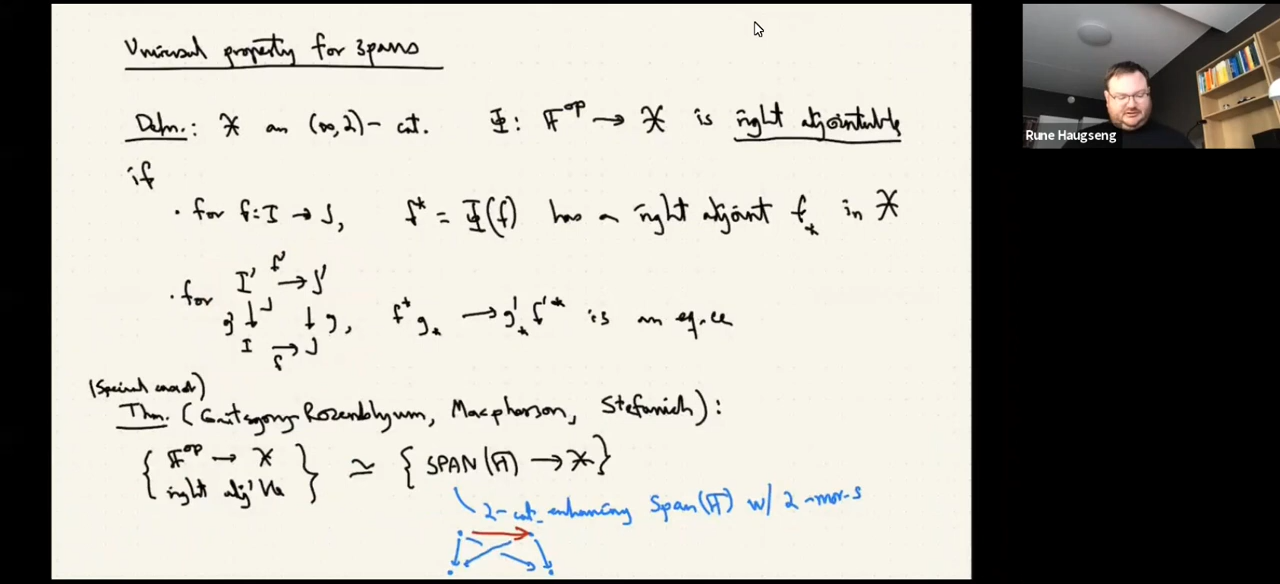 Universal property for spans
Defn.: 𝒳 an (∞,2)-cat. Φ: 𝔽^op → 𝒳 is right adjointable
if
· for f: I → J, f^* = Φ(f) has a right adjoint f_* in 𝒳
· for I' →^{f'} J'
g' ↓ ⌟ ↓ g, f^* g_* → g'_* f'^* is an eq.ce
I →_f J
(Special case)
Thm. (Gaitsgory-Rozenblyum, Macpherson, Stefanich):
{ 𝔽^op → 𝒳 right adj'ble } ≃ { SPAN(𝔽) → 𝒳 }
2-cat. enhancing Span(𝔽) w/ 2-mor-s
Rune Haugseng